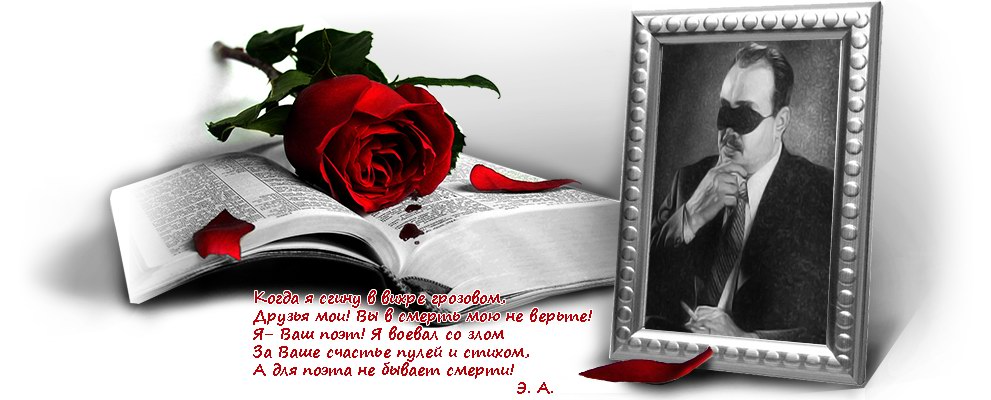 Когда я сгину в вихре грозовом,
Друзья мои! Вы в смерть мою не верьте!
Я– Ваш поэт! Я воевал со злом
За Ваше счастье пулей и стихом,
А для поэта не бывает смерти!
Э. А.